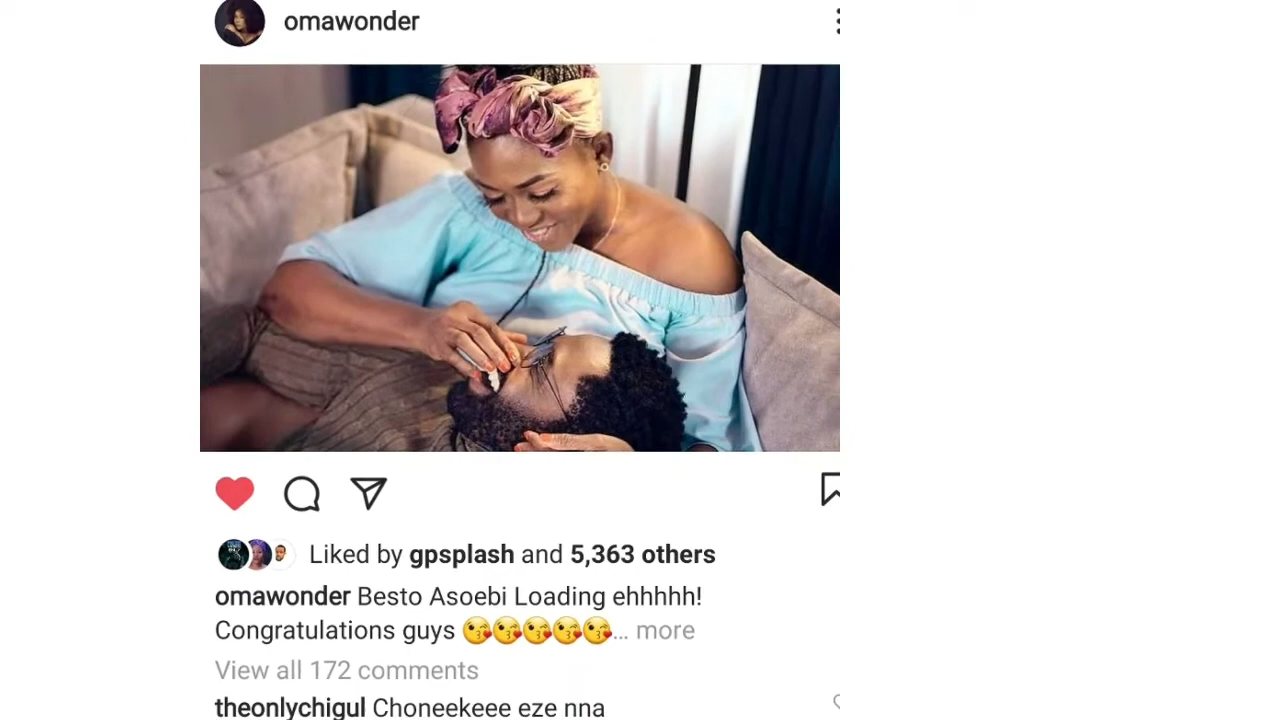 omawonder
Liked by gpsplash and 5,363 others
omawonder Besto Asoebi Loading ehhhhh!
Congratulations guys 😘😘😘😘😘... more
View all 172 comments
theonlychigul Choneekeee eze nna